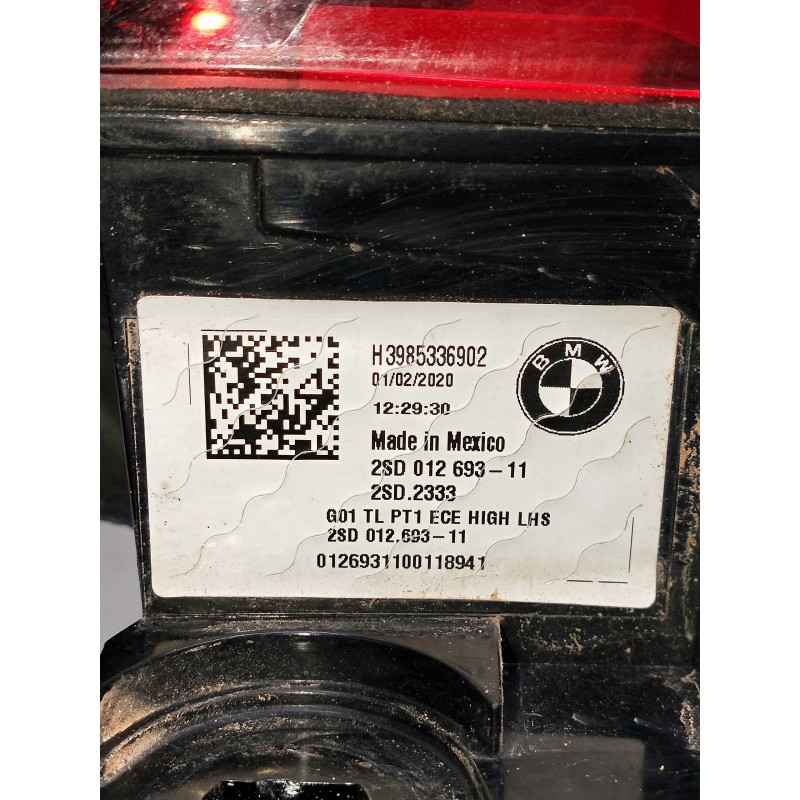 H3985336902
01/02/2020
12:29:30
BMW
Made in Mexico
2SD 012 693-11
2SD.2333
G01 TL PT1 ECE HIGH LHS
2SD 012.693-11
0126931100118941